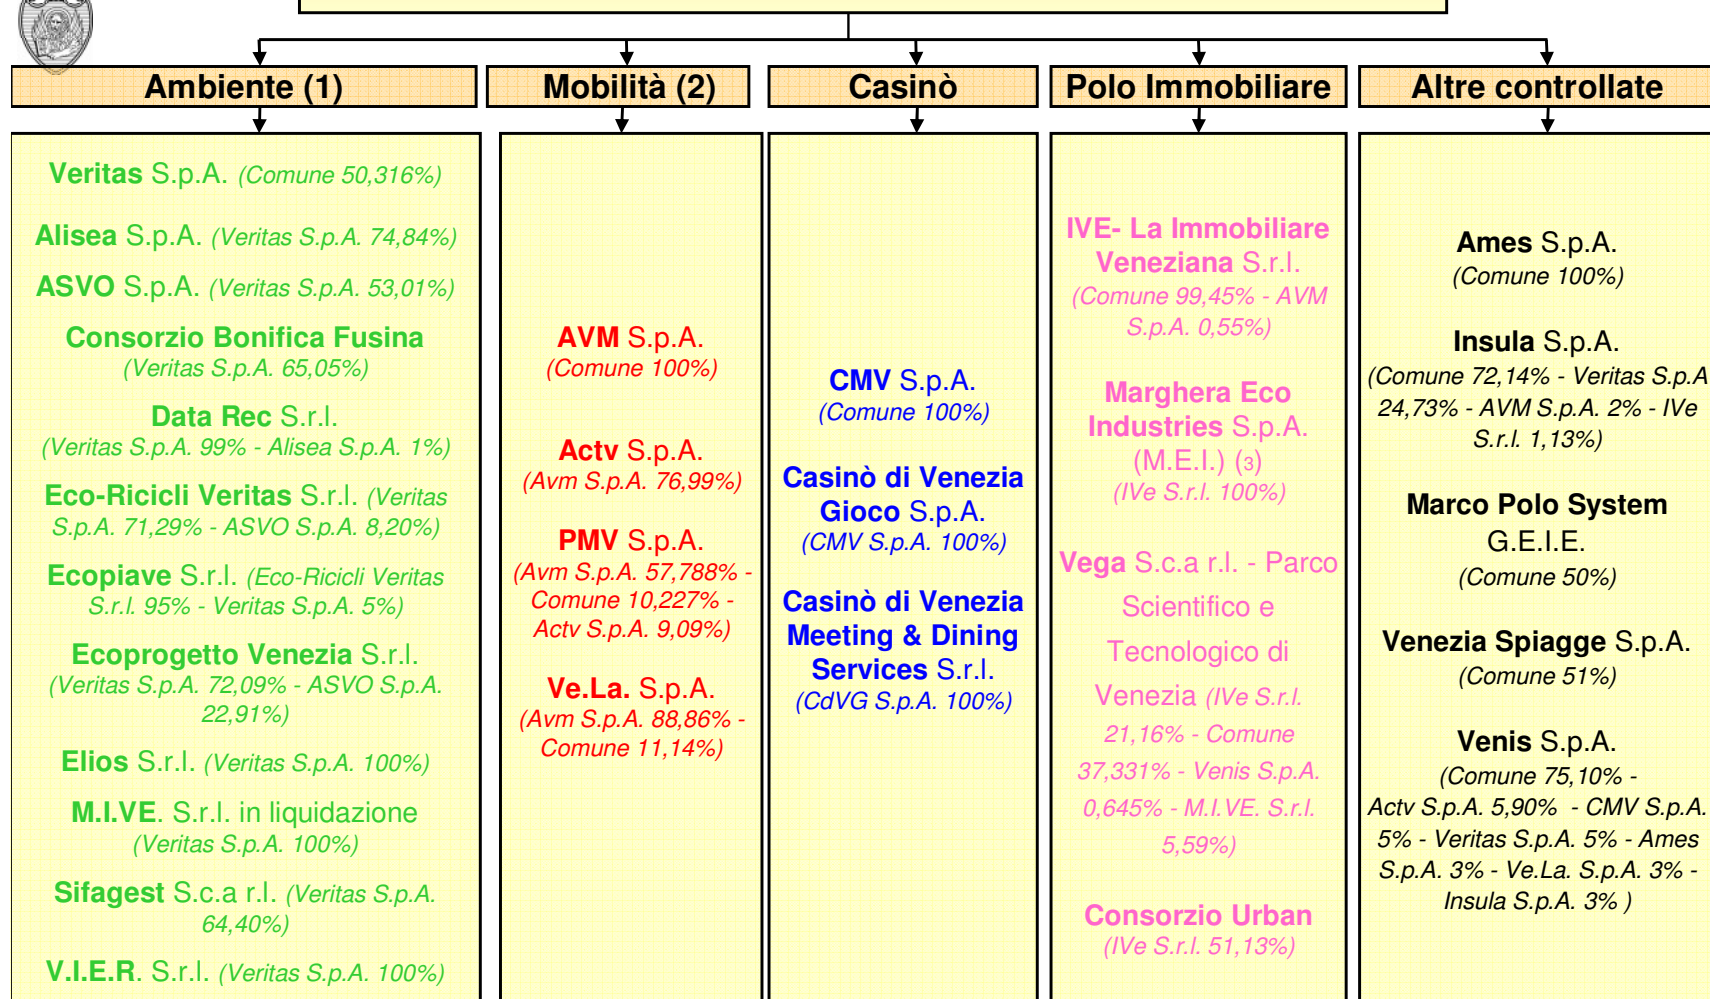 Ambiente (1)
Veritas S.p.A. (Comune 50,316%)
Alisea S.p.A. (Veritas S.p.A. 74,84%)
ASVO S.p.A. (Veritas S.p.A. 53,01%)
Consorzio Bonifica Fusina
(Veritas S.p.A. 65,05%)
Data Rec S.r.l.
(Veritas S.p.A. 99% - Alisea S.p.A. 1%)
Eco-Ricicli Veritas S.r.l. (Veritas
S.p.A. 71,29% - ASVO S.p.A. 8,20%)
Ecopiave S.r.l. (Eco-Ricicli Veritas
S.r.l. 95% - Veritas S.p.A. 5%)
Ecoprogetto Venezia S.r.l.
(Veritas S.p.A. 72,09% - ASVO S.p.A.
22,91%)
Elios S.r.l. (Veritas S.p.A. 100%)
M.I.VE. S.r.l. in liquidazione
(Veritas S.p.A. 100%)
Sifagest S.c.a r.l. (Veritas S.p.A.
64,40%)
V.I.E.R. S.r.l. (Veritas S.p.A. 100%)
Mobilità (2)
AVM S.p.A.
(Comune 100%)
Actv S.p.A.
(Avm S.p.A. 76,99%)
PMV S.p.A.
(Avm S.p.A. 57,788% -
Comune 10,227% -
Actv S.p.A. 9,09%)
Ve.La. S.p.A.
(Avm S.p.A. 88,86% -
Comune 11,14%)
Casinò
CMV S.p.A.
(Comune 100%)
Casinò di Venezia
Gioco S.p.A.
(CMV S.p.A. 100%)
Casinò di Venezia
Meeting & Dining
Services S.r.l.
(CdVG S.p.A. 100%)
Polo Immobiliare
IVE- La Immobiliare
Veneziana S.r.l.
(Comune 99,45% - AVM
S.p.A. 0,55%)
Marghera Eco
Industries S.p.A.
(M.E.I.) (3)
(IVe S.r.l. 100%)
Vega S.c.a r.l. - Parco
Scientifico e
Tecnologico di
Venezia (IVe S.r.l.
21,16% - Comune
37,331% - Venis S.p.A.
0,645% - M.I.VE. S.r.l.
5,59%)
Consorzio Urban
(IVe S.r.l. 51,13%)
Altre controllate
Ames S.p.A.
(Comune 100%)
Insula S.p.A.
(Comune 72,14% - Veritas S.p.A
24,73% - AVM S.p.A. 2% - IVe
S.r.l. 1,13%)
Marco Polo System
G.E.I.E.
(Comune 50%)
Venezia Spiagge S.p.A.
(Comune 51%)
Venis S.p.A.
(Comune 75,10% -
Actv S.p.A. 5,90% - CMV S.p.A.
5% - Veritas S.p.A. 5% - Ames
S.p.A. 3% - Ve.La. S.p.A. 3% -
Insula S.p.A. 3% )